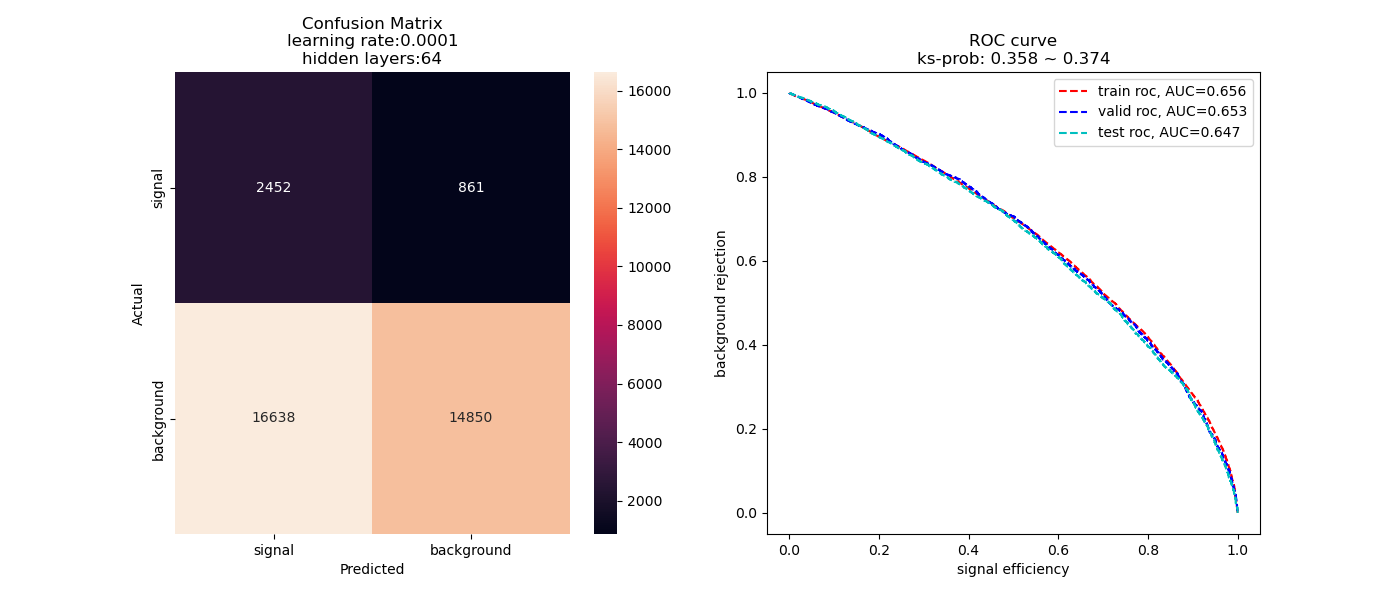 Confusion Matrix
learning rate:0.0001
hidden layers:64
signal
background
Actual
2452
861
16638
14850
signal
background
Predicted
16000
14000
12000
10000
8000
6000
4000
2000
ROC curve
ks-prob: 0.358 ~ 0.374
train roc, AUC=0.656
valid roc, AUC=0.653
test roc, AUC=0.647
background rejection
1.0
0.8
0.6
0.4
0.2
0.0
0.0
0.2
0.4
0.6
0.8
1.0
signal efficiency